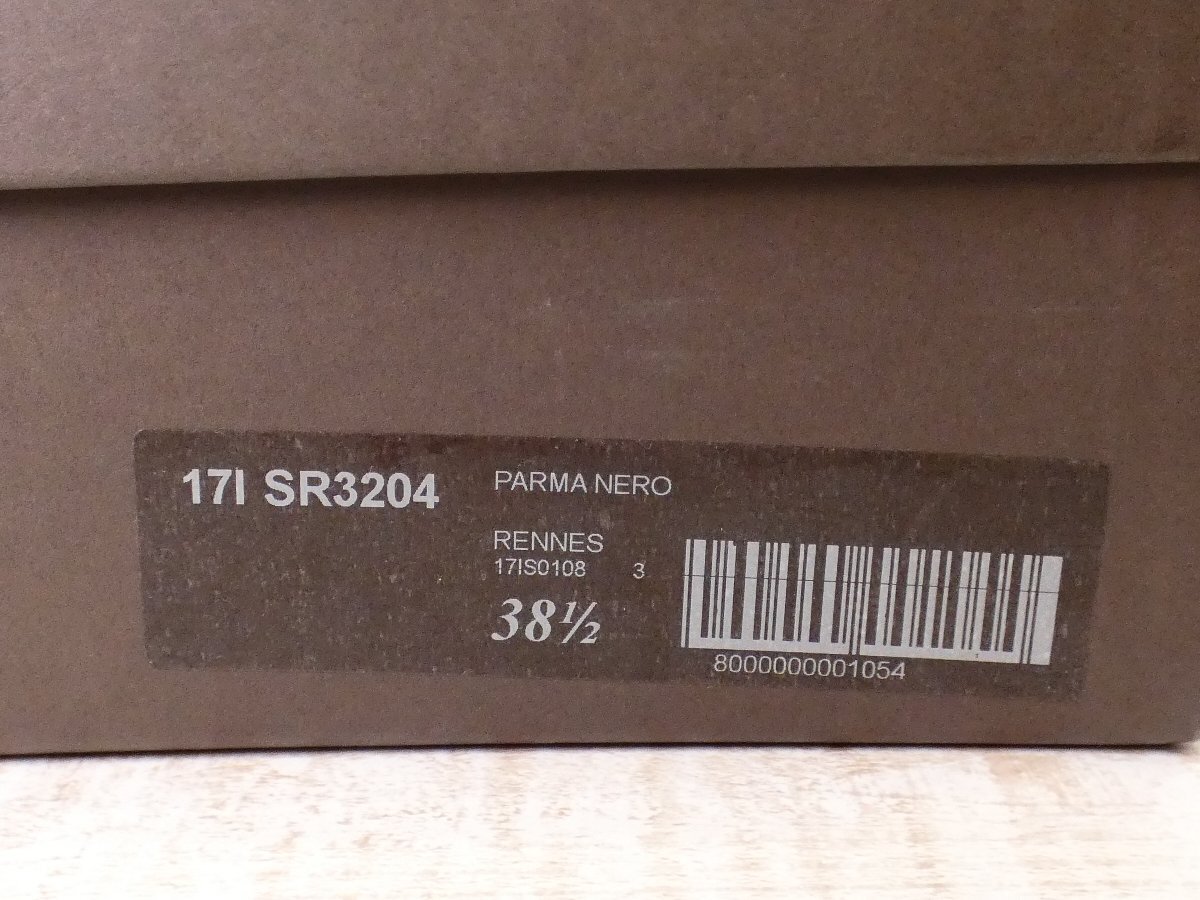 17I SR3204 PARMA NERO
RENNES
17IS0108 3
38½
8000000001054